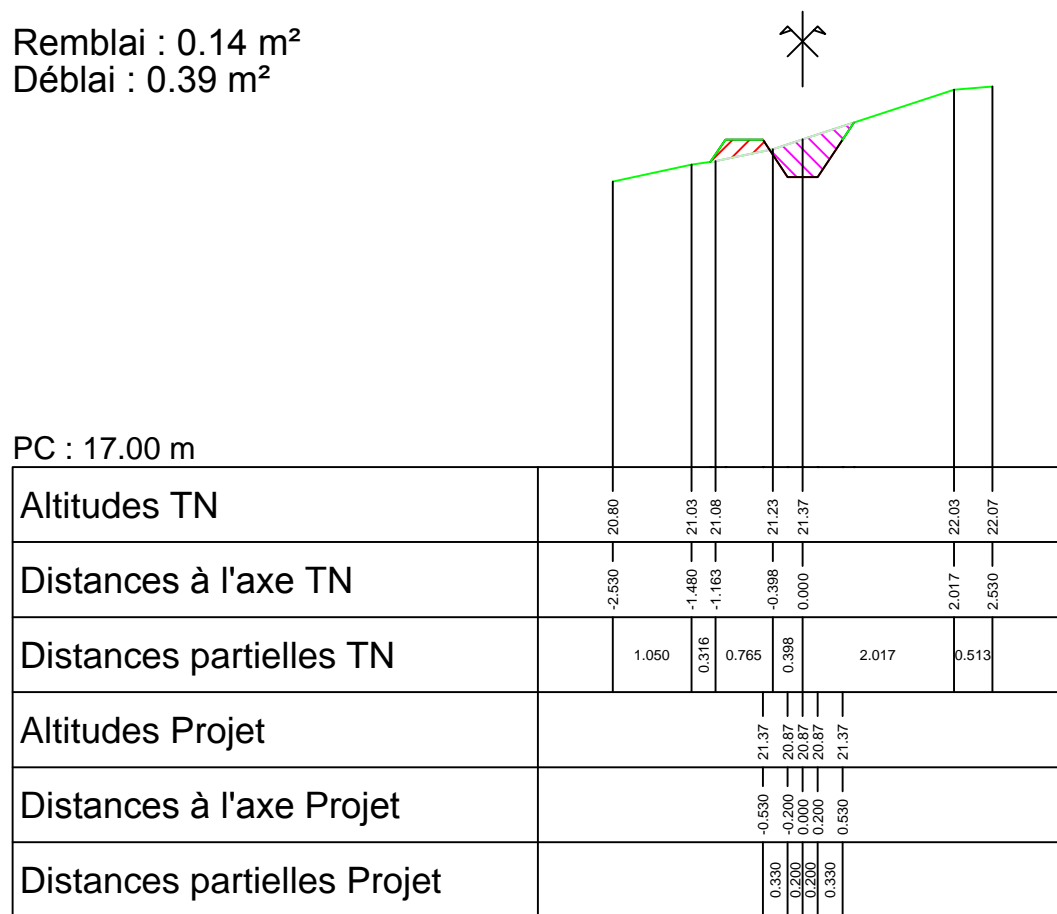 Remblai : 0.14 m²
Déblai : 0.39 m²
PC : 17.00 m
Altitudes TN 20.80 21.03 21.08 21.23 21.37 22.03 22.07
Distances à l'axe TN -2.530 -1.480 -1.163 -0.398 0.000 2.017 2.530
Distances partielles TN 1.050 0.316 0.765 0.398 2.017 0.513
Altitudes Projet 21.37 20.87 20.87 20.87 21.37
Distances à l'axe Projet -0.530 -0.200 0.000 0.200 0.530
Distances partielles Projet 0.330 0.200 0.200 0.330